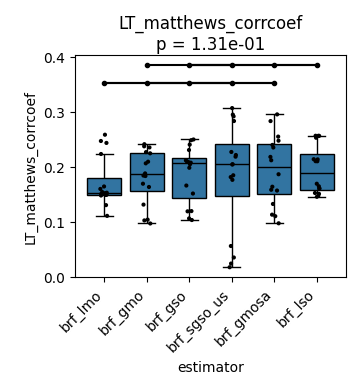 LT_matthews_corrcoef
p = 1.31e-01
LT_matthews_corrcoef
0.4
0.3
0.2
0.1
0.0
brf_lmo
brf_gmo
brf_gso
brf_sgso_us
brf_gmosa
brf_lso
estimator